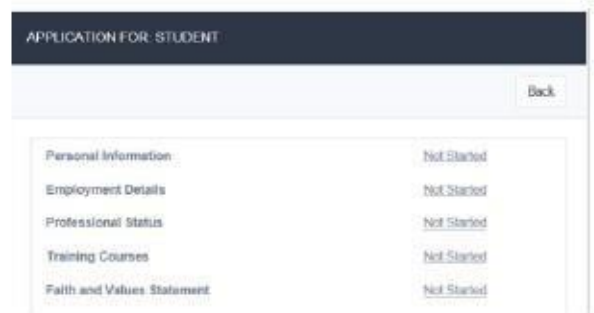 APPLICATION FOR: STUDENT
Back
Personal Information Not Started
Employment Details Not Started
Professional Status Not Started
Training Courses Not Started
Faith and Values Statement Not Started